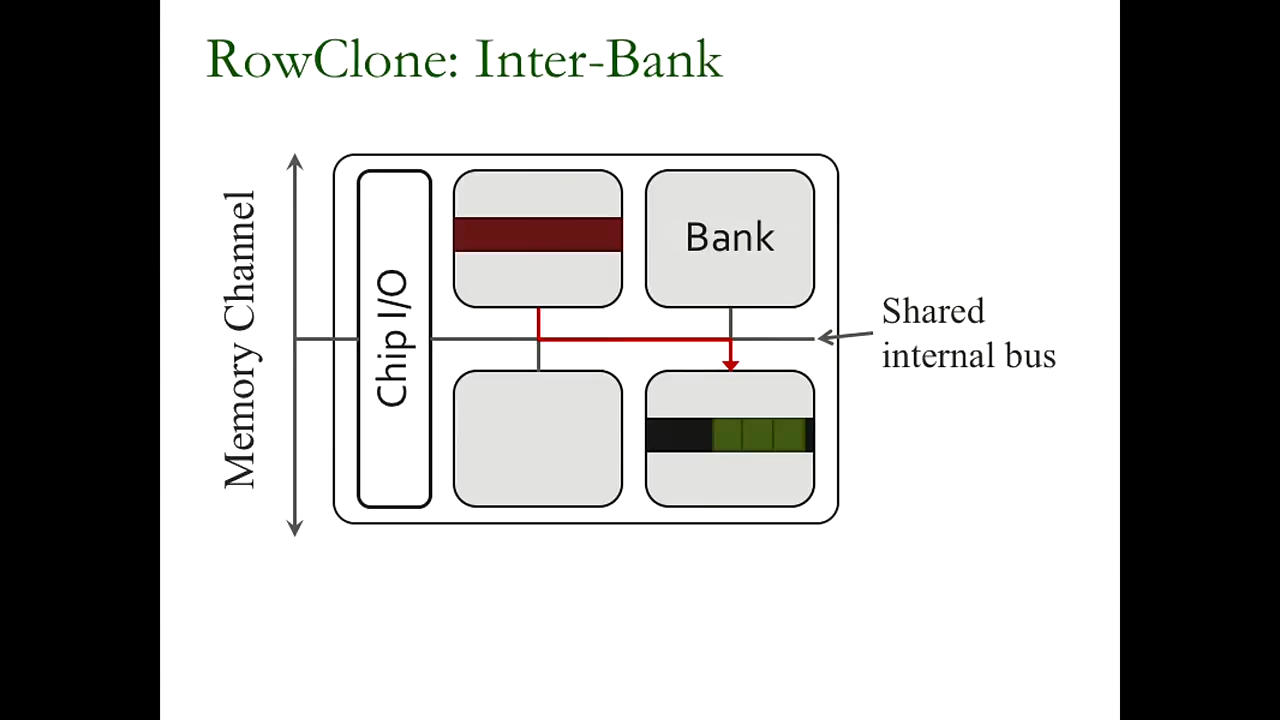 RowClone: Inter-Bank
Memory Channel
Chip I/O
Bank
Shared
internal bus